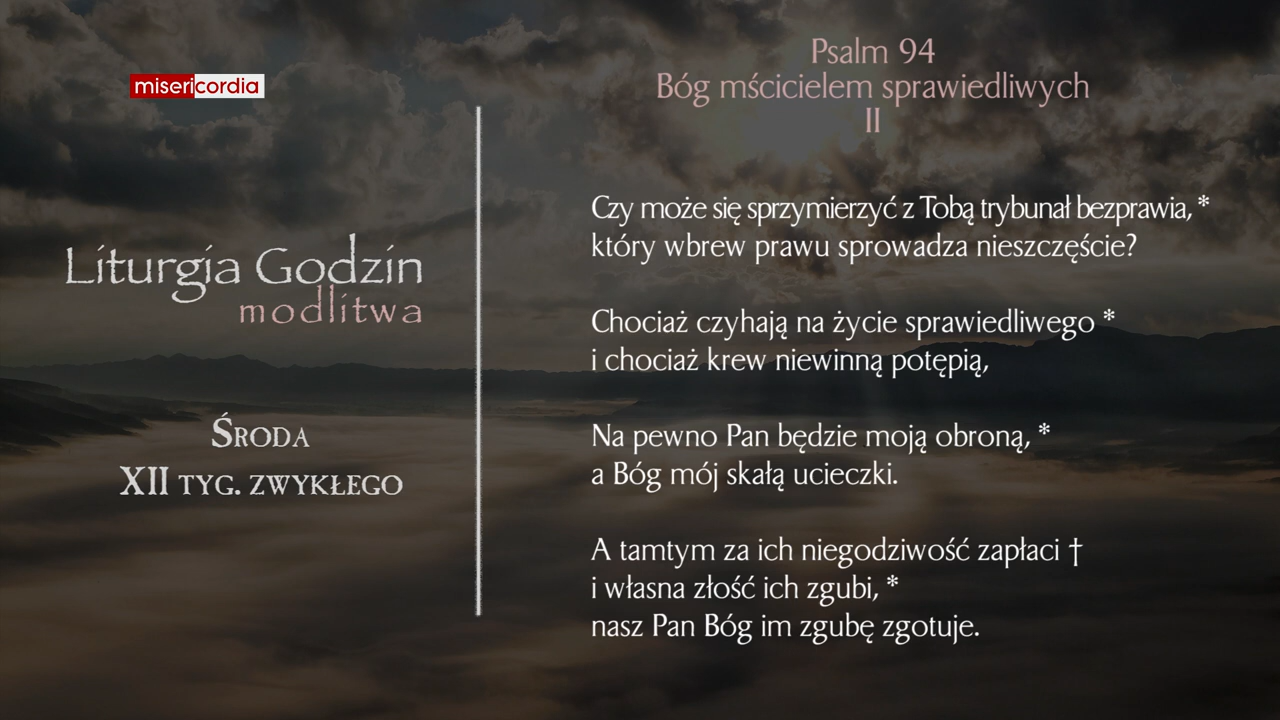 misericordia
Liturgia Godzin
modlitwa
Środa
XII tyg. zwykłego
Psalm 94
Bóg mścicielem sprawiedliwych
II
Czy może się sprzymierzyć z Tobą trybunał bezprawia, *
który wbrew prawu sprowadza nieszczęście?
Chociaż czyhają na życie sprawiedliwego *
i chociaż krew niewinną potępią,
Na pewno Pan będzie moją obroną, *
a Bóg mój skałą ucieczki.
A tamtym za ich niegodziwość zapłaci †
i własna złość ich zgubi, *
nasz Pan Bóg im zgubę zgotuje.